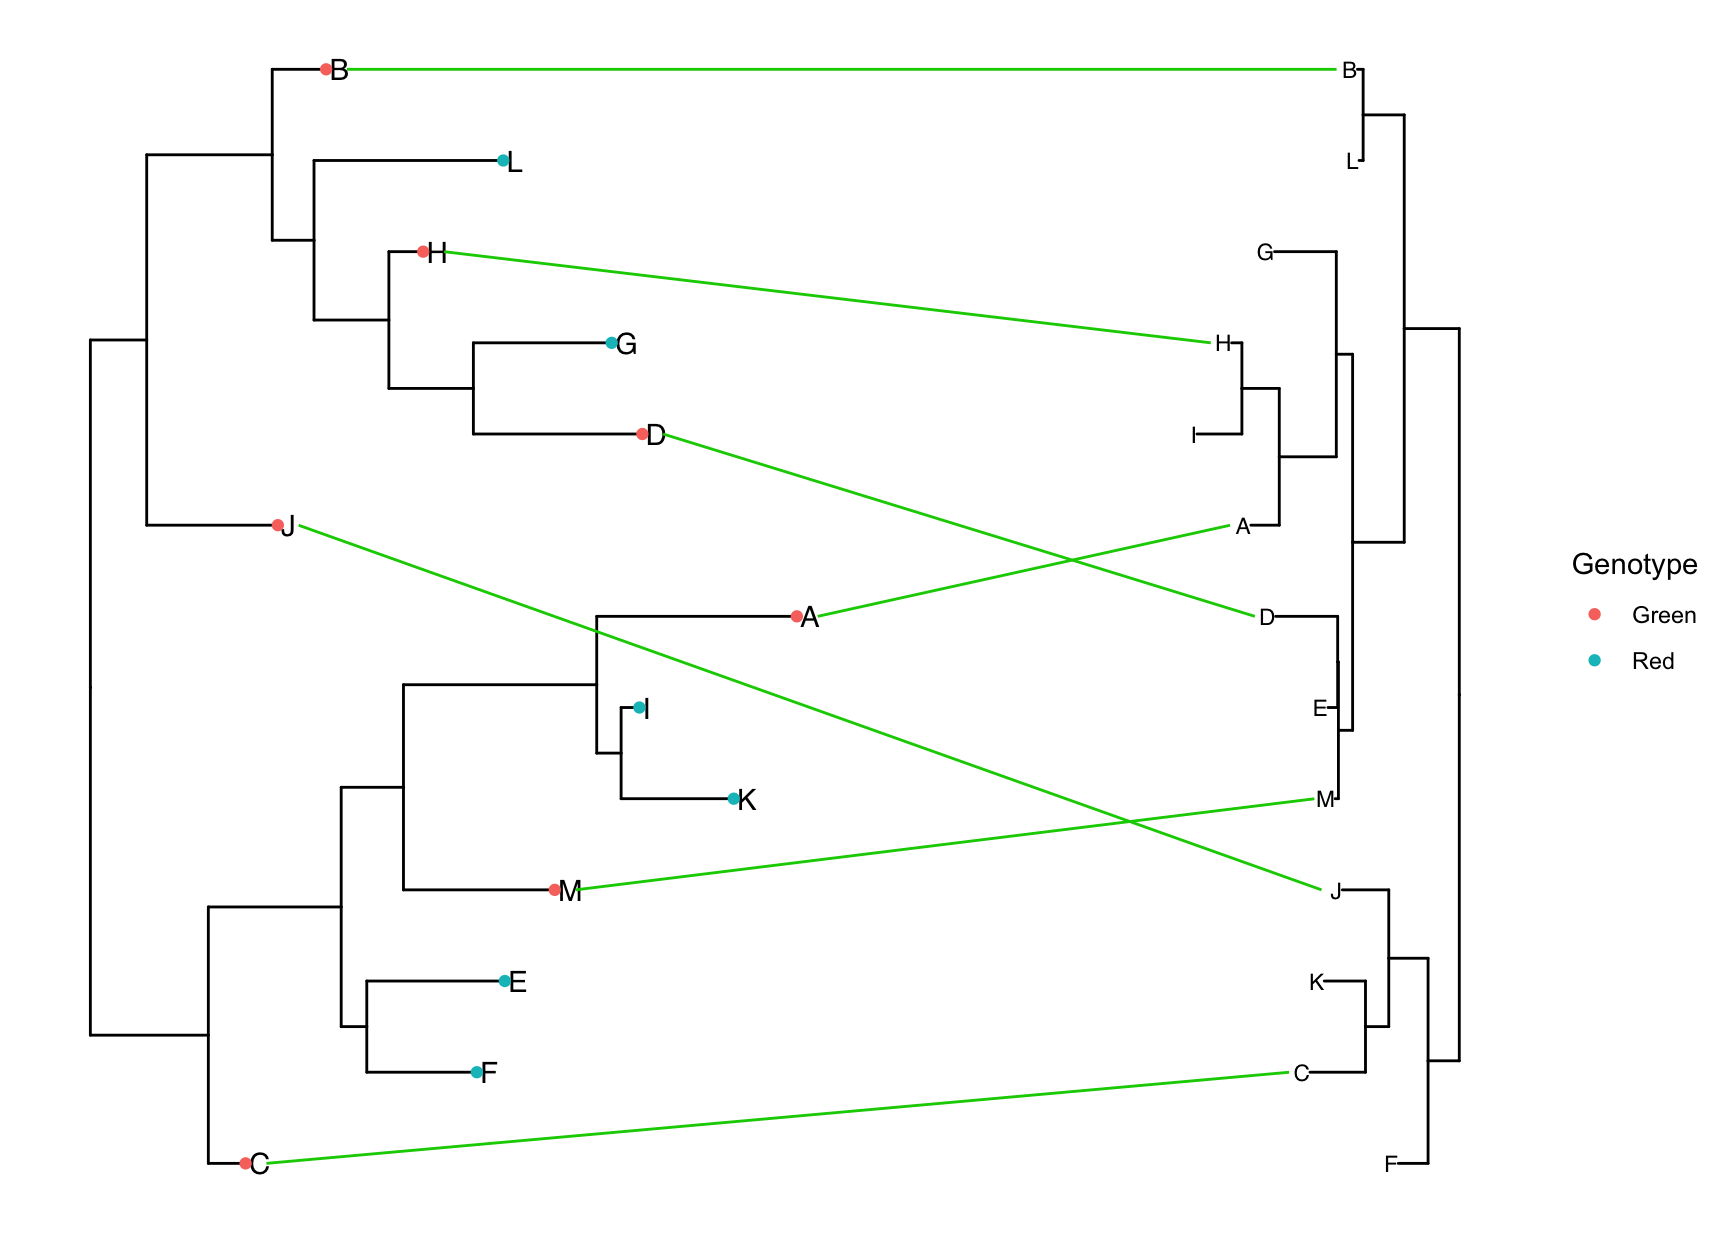 B B
L L
H G
G H
D I
J A
A D
I E
K M
M J
E K
F C
C F
Genotype
Green
Red